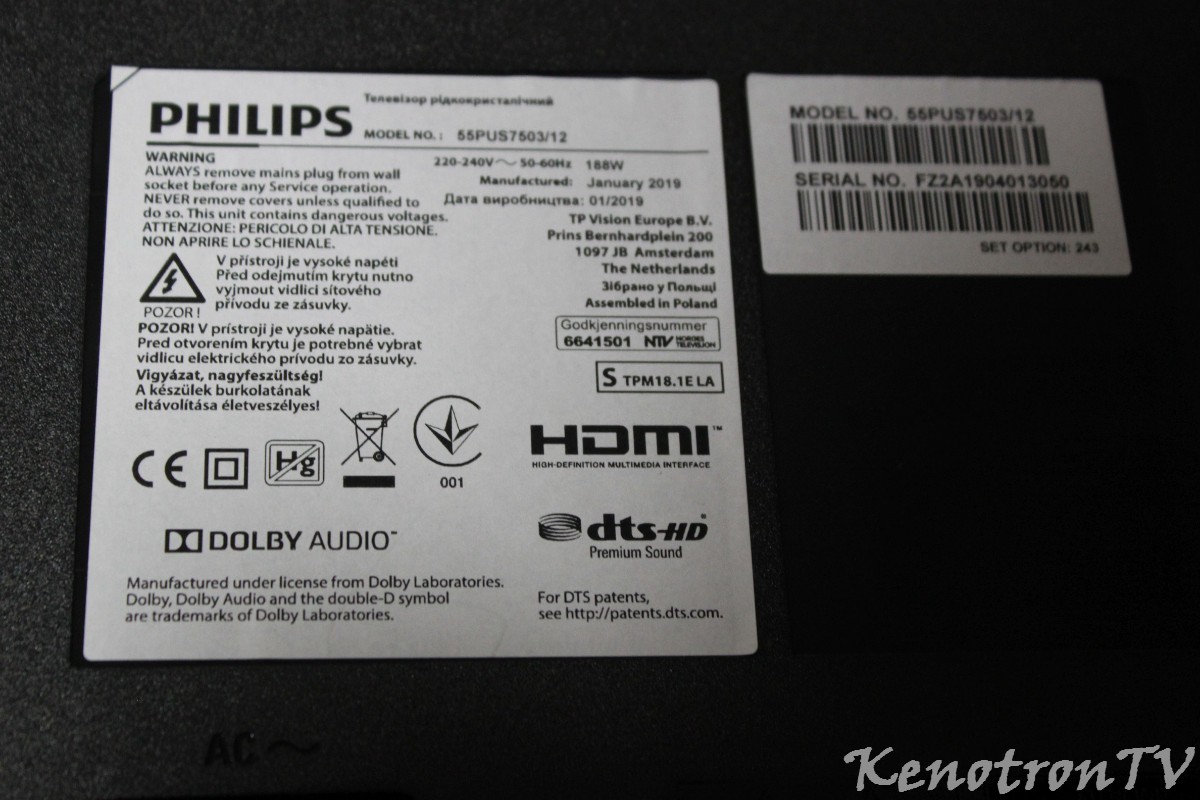 PHILIPS
Телевізор рідкокристалічний
MODEL NO. : 55PUS7503/12
220-240V ~ 50-60Hz 188W
Manufactured: January 2019
Дата виробництва: 01/2019
TP Vision Europe B.V.
Prins Bernhardplein 200
1097 JB Amsterdam
The Netherlands
Зібрано у Польщі
Assembled in Poland
WARNING
ALWAYS remove mains plug from wall
socket before any Service operation.
NEVER remove covers unless qualified to
do so. This unit contains dangerous voltages.
ATTENZIONE: PERICOLO DI ALTA TENSIONE.
NON APRIRE LO SCHIENALE.
V přístroji je vysoké napětí
Před odejmutím krytu nutno
vyjmout vidlici síťového
přívodu ze zásuvky.
POZOR !
POZOR! V prístroji je vysoké napätie.
Pred otvorením krytu je potrebné vybrat
vidlicu elektrického prívodu zo zásuvky.
Vigyázat, nagyfeszültség!
A készülek burkolatának
eltávolítása életveszélyes!
Godkjenningsnummer
6641501 NTV NORGES TELEVISION
S TPM18.1E LA
CE
Hg
001
HDMI™
HIGH-DEFINITION MULTIMEDIA INTERFACE
DOLBY AUDIO™
dts-HD
Premium Sound
Manufactured under license from Dolby Laboratories.
Dolby, Dolby Audio and the double-D symbol
are trademarks of Dolby Laboratories.
For DTS patents,
see http://patents.dts.com.
MODEL NO. 55PUS7503/12
SERIAL NO. FZ2A1904013050
SET OPTION: 243
AC ~
KenotronTV